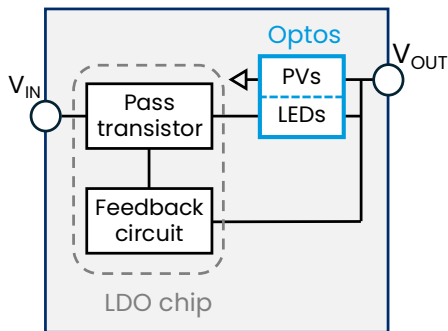 Optos
V_OUT
V_IN
PVs
Pass
transistor
LEDs
Feedback
circuit
LDO chip